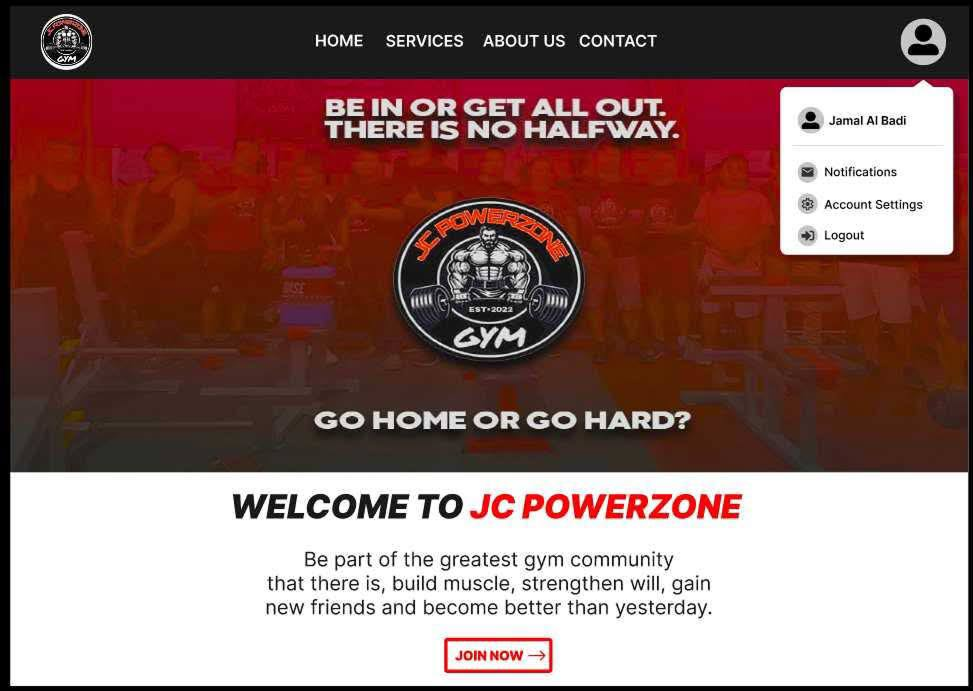 JC POWERZONE
GYM
HOME SERVICES ABOUT US CONTACT
BE IN OR GET ALL OUT.
THERE IS NO HALFWAY.
Jamal Al Badi
Notifications
Account Settings
Logout
JC POWERZONE
EST•2022
GYM
GO HOME OR GO HARD?
WELCOME TO JC POWERZONE
Be part of the greatest gym community
that there is, build muscle, strengthen will, gain
new friends and become better than yesterday.
JOIN NOW →